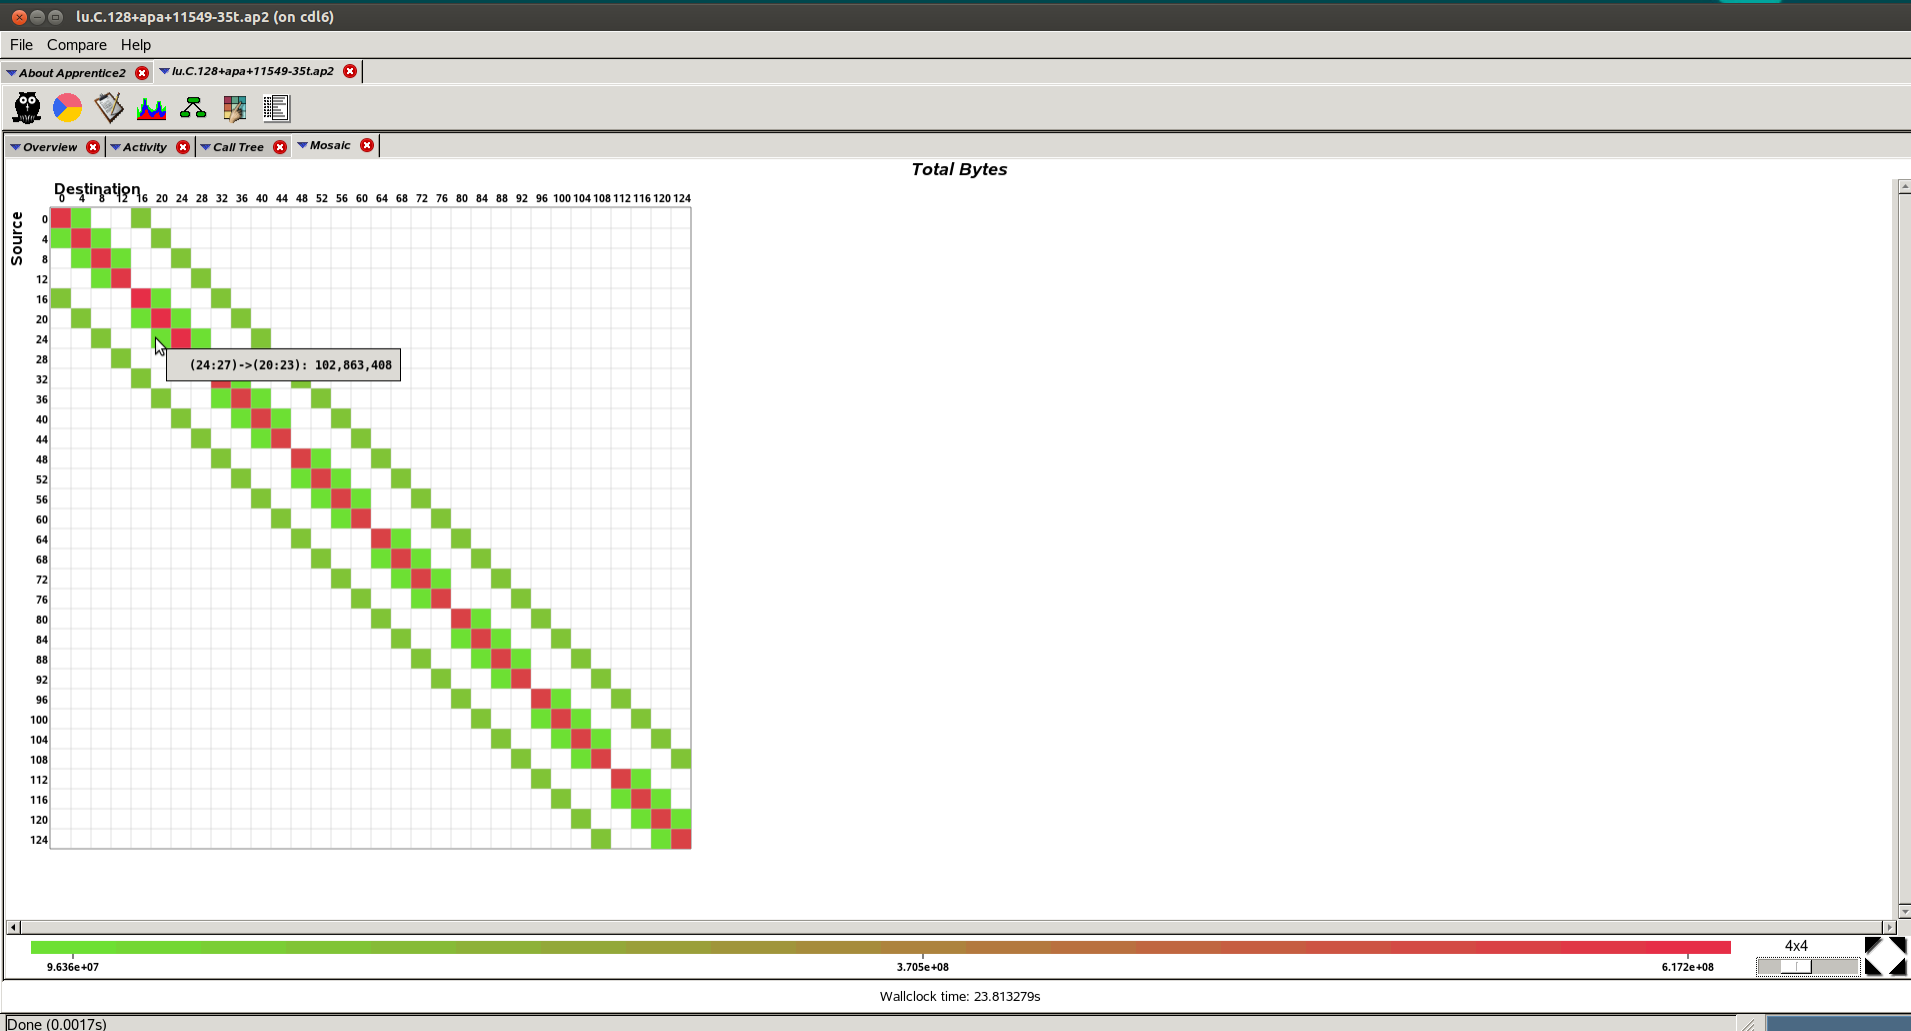 lu.C.128+apa+11549-35t.ap2 (on cdl6)
File Compare Help
About Apprentice2 lu.C.128+apa+11549-35t.ap2
Overview Activity Call Tree Mosaic
Total Bytes
Destination
0 4 8 12 16 20 24 28 32 36 40 44 48 52 56 60 64 68 72 76 80 84 88 92 96 100 104 108 112 116 120 124
Source
0
4
8
12
16
20
24
28
32
36
40
44
48
52
56
60
64
68
72
76
80
84
88
92
96
100
104
108
112
116
120
124
(24:27)->(20:23): 102,863,408
4x4
9.636e+07 3.705e+08 6.172e+08
Wallclock time: 23.813279s
Done (0.0017s)